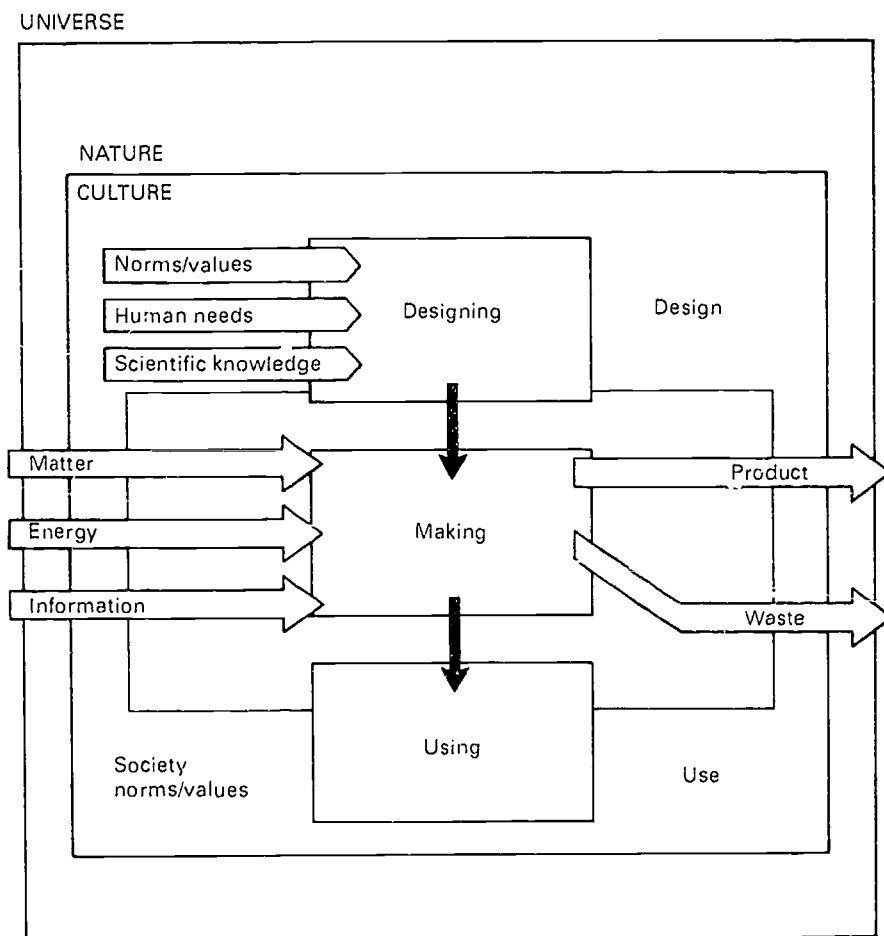 UNIVERSE
NATURE
CULTURE
Norms/values
Human needs
Scientific knowledge
Designing
Design
Matter
Energy
Information
Making
Product
Waste
Using
Society
norms/values
Use